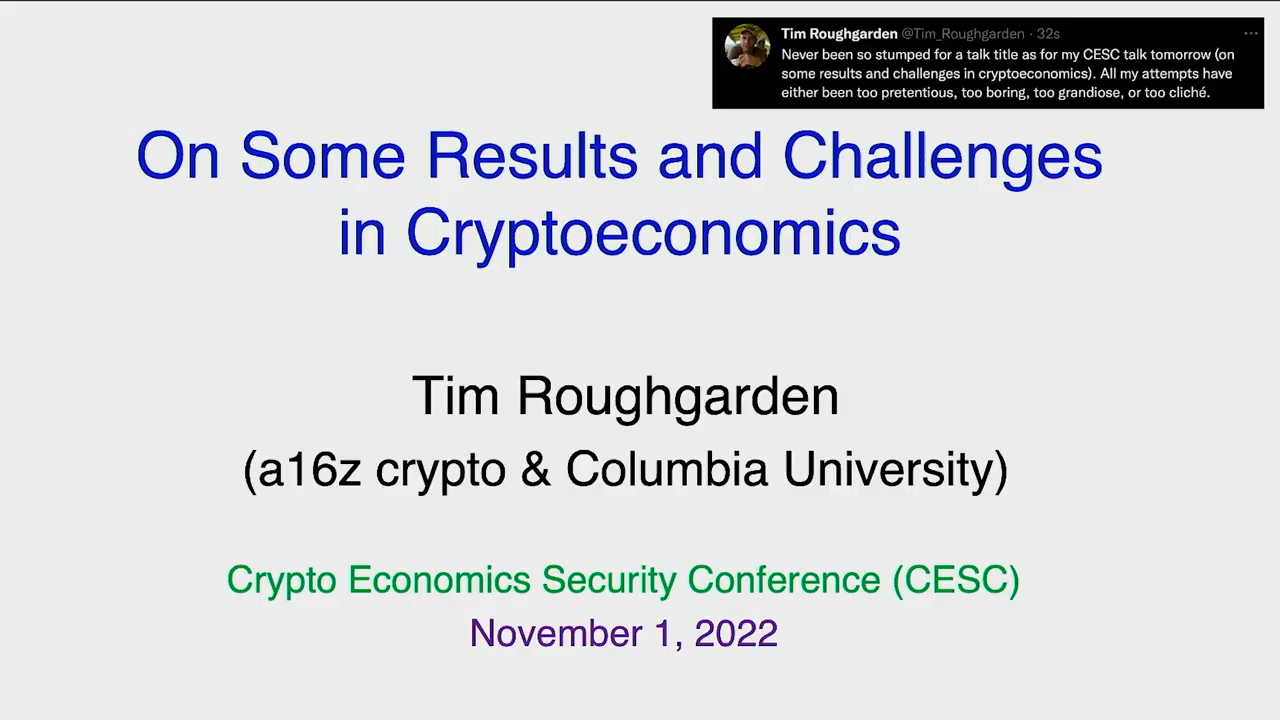 Tim Roughgarden @Tim_Roughgarden · 32s
Never been so stumped for a talk title as for my CESC talk tomorrow (on
some results and challenges in cryptoeconomics). All my attempts have
either been too pretentious, too boring, too grandiose, or too cliché.
On Some Results and Challenges
in Cryptoeconomics
Tim Roughgarden
(a16z crypto & Columbia University)
Crypto Economics Security Conference (CESC)
November 1, 2022